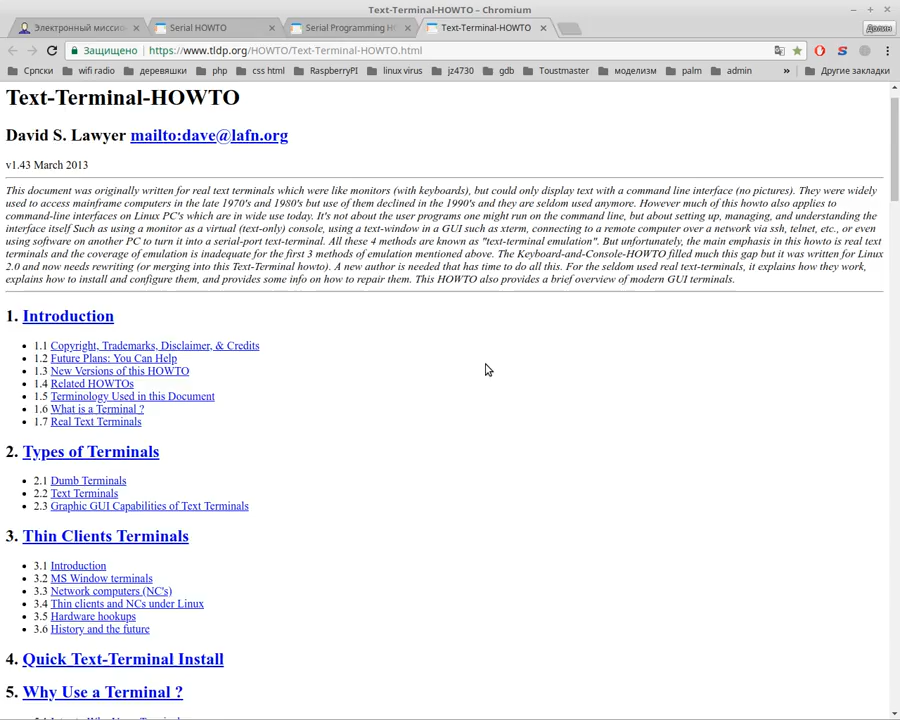 Text-Terminal-HOWTO – Chromium
Электронный миссио
Serial HOWTO
Serial Programming H
Text-Terminal-HOWTO
Долин
Защищено
https://www.tldp.org/HOWTO/Text-Terminal-HOWTO.html
Српски
wifi radio
деревяшки
php
css html
RaspberryPI
linux virus
jz4730
gdb
Toustmaster
моделизм
palm
admin
»
Другие закладки
Text-Terminal-HOWTO
David S. Lawyer mailto:dave@lafn.org
v1.43 March 2013
This document was originally written for real text terminals which were like monitors (with keyboards), but could only display text with a command line interface (no pictures). They were widely
used to access mainframe computers in the late 1970's and 1980's but use of them declined in the 1990's and they are seldom used anymore. However much of this howto also applies to
command-line interfaces on Linux PC's which are in wide use today. It's not about the user programs one might run on the command line, but about setting up, managing, and understanding the
interface itself Such as using a monitor as a virtual (text-only) console, using a text-window in a GUI such as xterm, connecting to a remote computer over a network via ssh, telnet, etc., or even
using software on another PC to turn it into a serial-port text-terminal. All these 4 methods are known as "text-terminal emulation". But unfortunately, the main emphasis in this howto is real text
terminals and the coverage of emulation is inadequate for the first 3 methods of emulation mentioned above. The Keyboard-and-Console-HOWTO filled much this gap but it was written for Linux
2.0 and now needs rewriting (or merging into this Text-Terminal howto). A new author is needed that has time to do all this. For the seldom used real text-terminals, it explains how they work,
explains how to install and configure them, and provides some info on how to repair them. This HOWTO also provides a brief overview of modern GUI terminals.
1. Introduction
1.1 Copyright, Trademarks, Disclaimer, & Credits
1.2 Future Plans: You Can Help
1.3 New Versions of this HOWTO
1.4 Related HOWTOs
1.5 Terminology Used in this Document
1.6 What is a Terminal ?
1.7 Real Text Terminals
2. Types of Terminals
2.1 Dumb Terminals
2.2 Text Terminals
2.3 Graphic GUI Capabilities of Text Terminals
3. Thin Clients Terminals
3.1 Introduction
3.2 MS Window terminals
3.3 Network computers (NC's)
3.4 Thin clients and NCs under Linux
3.5 Hardware hookups
3.6 History and the future
4. Quick Text-Terminal Install
5. Why Use a Terminal ?